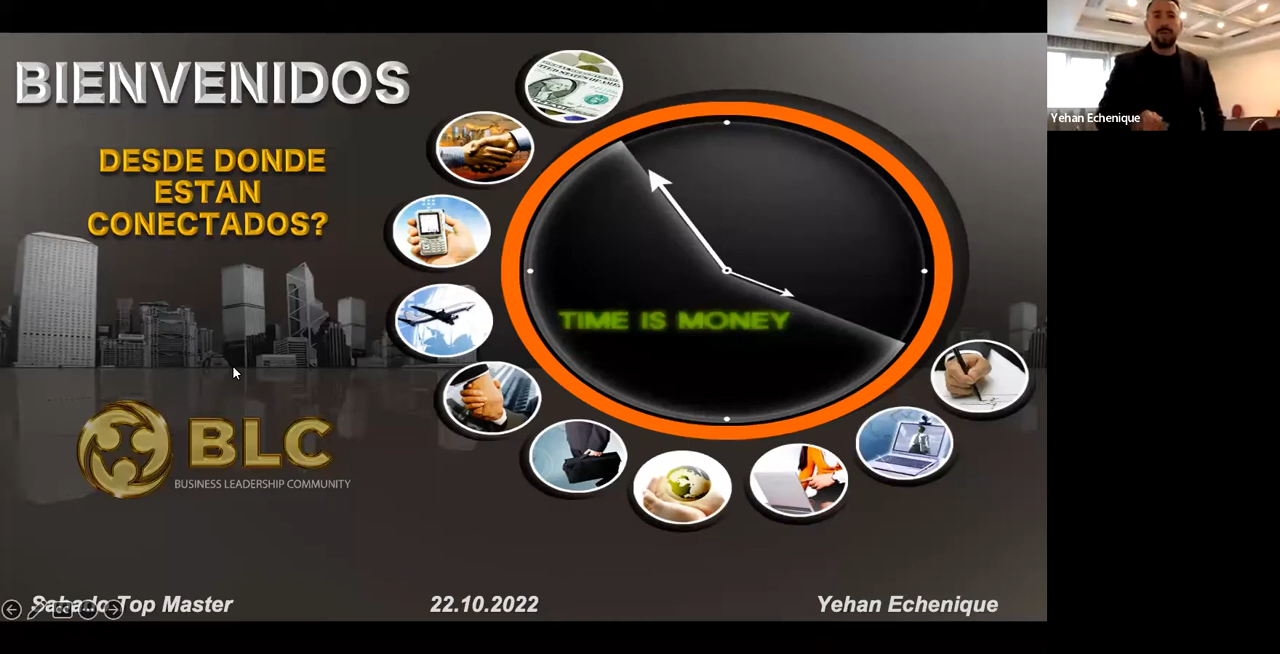 BIENVENIDOS
DESDE DONDE
ESTAN
CONECTADOS?
TIME IS MONEY
BLC
BUSINESS LEADERSHIP COMMUNITY
Sabado Top Master
22.10.2022
Yehan Echenique
Yehan Echenique